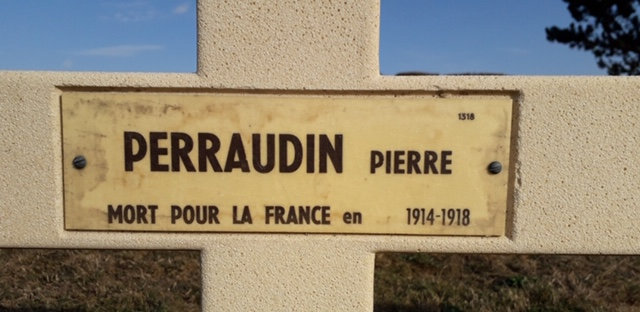 1318
PERRAUDIN PIERRE
MORT POUR LA FRANCE en 1914-1918